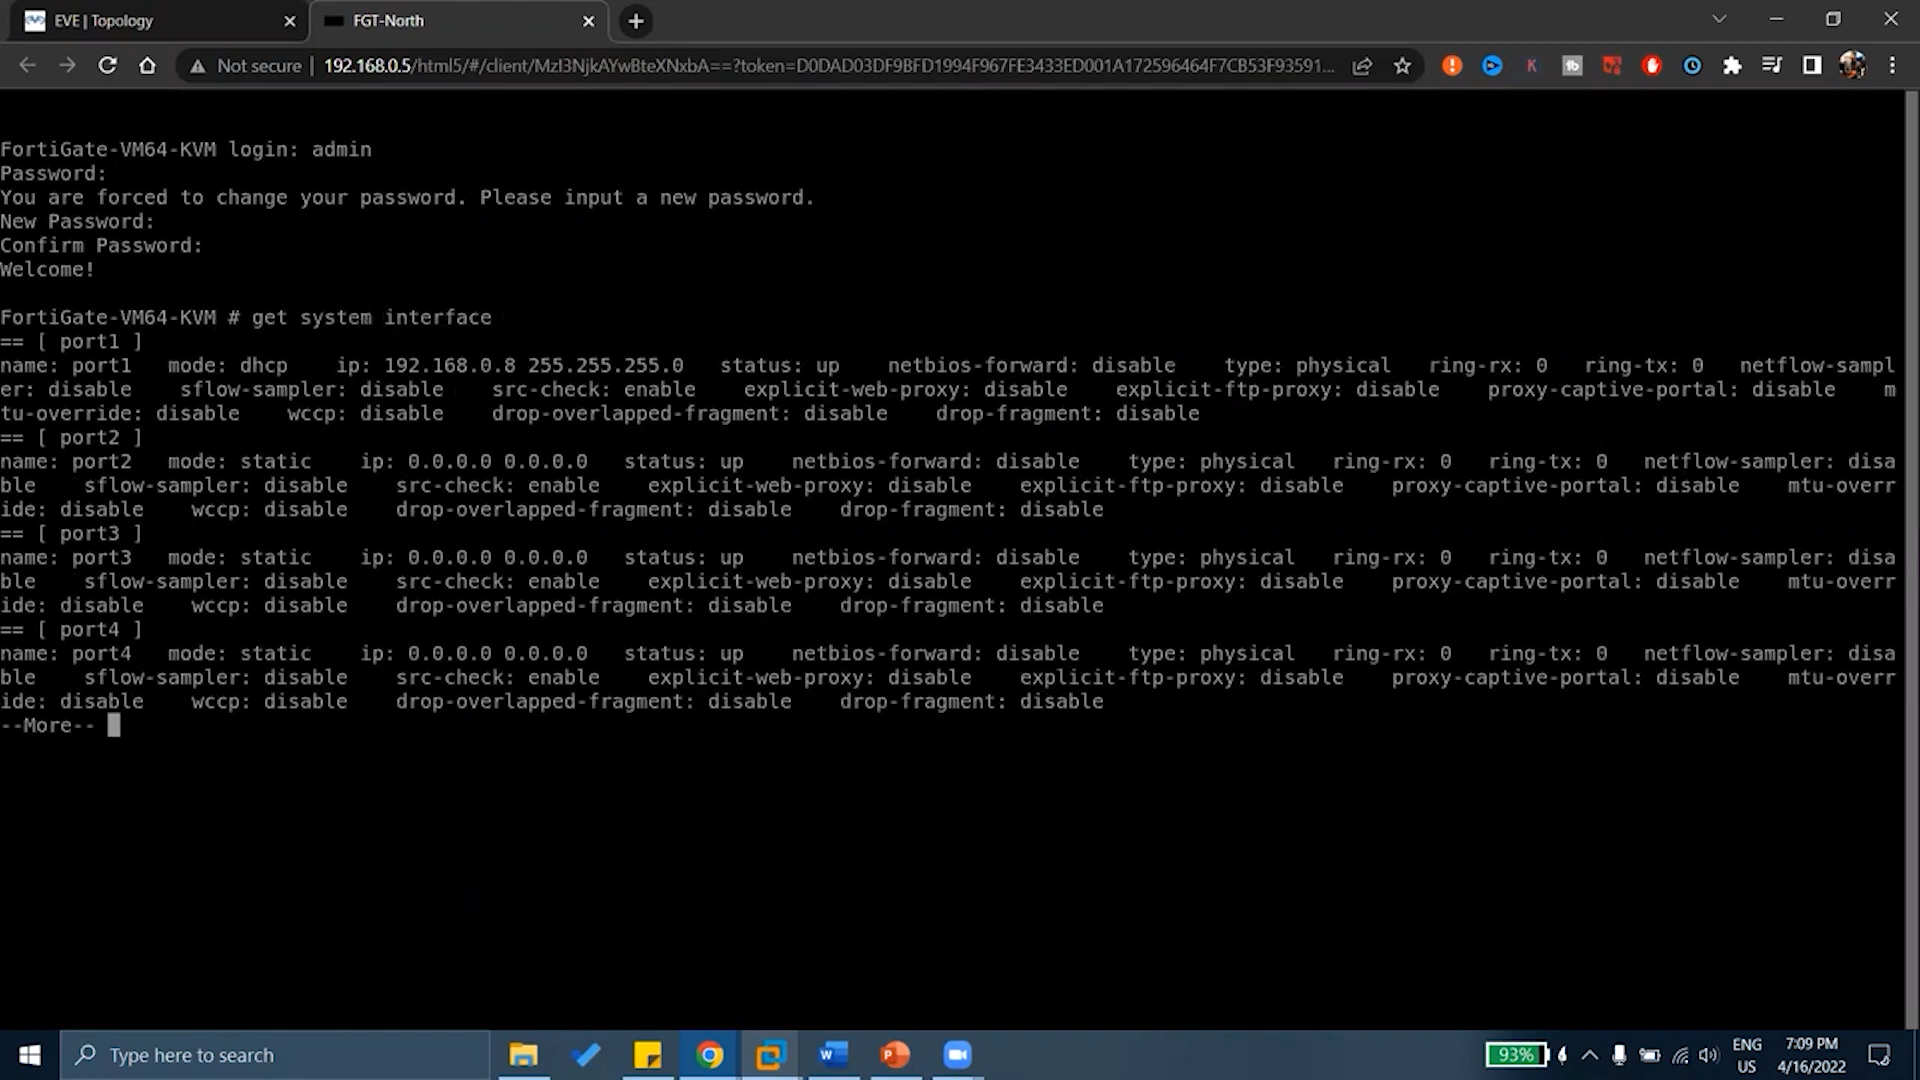 EVE | Topology
FGT-North
Not secure
192.168.0.5/html5/#/client/MzI3NjkAYwBteXNxbA==?token=D0DAD03DF9BFD1994F967FE3433ED001A172596464F7CB53F93591...
FortiGate-VM64-KVM login: admin
Password:
You are forced to change your password. Please input a new password.
New Password:
Confirm Password:
Welcome!
FortiGate-VM64-KVM # get system interface
== [ port1 ]
name: port1   mode: dhcp    ip: 192.168.0.8 255.255.255.0   status: up    netbios-forward: disable    type: physical   ring-rx: 0   ring-tx: 0   netflow-sampl
er: disable    sflow-sampler: disable    src-check: enable    explicit-web-proxy: disable    explicit-ftp-proxy: disable    proxy-captive-portal: disable    m
tu-override: disable    wccp: disable    drop-overlapped-fragment: disable    drop-fragment: disable
== [ port2 ]
name: port2   mode: static    ip: 0.0.0.0 0.0.0.0   status: up    netbios-forward: disable    type: physical   ring-rx: 0   ring-tx: 0   netflow-sampler: disa
ble    sflow-sampler: disable    src-check: enable    explicit-web-proxy: disable    explicit-ftp-proxy: disable    proxy-captive-portal: disable    mtu-overr
ide: disable    wccp: disable    drop-overlapped-fragment: disable    drop-fragment: disable
== [ port3 ]
name: port3   mode: static    ip: 0.0.0.0 0.0.0.0   status: up    netbios-forward: disable    type: physical   ring-rx: 0   ring-tx: 0   netflow-sampler: disa
ble    sflow-sampler: disable    src-check: enable    explicit-web-proxy: disable    explicit-ftp-proxy: disable    proxy-captive-portal: disable    mtu-overr
ide: disable    wccp: disable    drop-overlapped-fragment: disable    drop-fragment: disable
== [ port4 ]
name: port4   mode: static    ip: 0.0.0.0 0.0.0.0   status: up    netbios-forward: disable    type: physical   ring-rx: 0   ring-tx: 0   netflow-sampler: disa
ble    sflow-sampler: disable    src-check: enable    explicit-web-proxy: disable    explicit-ftp-proxy: disable    proxy-captive-portal: disable    mtu-overr
ide: disable    wccp: disable    drop-overlapped-fragment: disable    drop-fragment: disable
--More--
Type here to search
93%
ENG
US
7:09 PM
4/16/2022